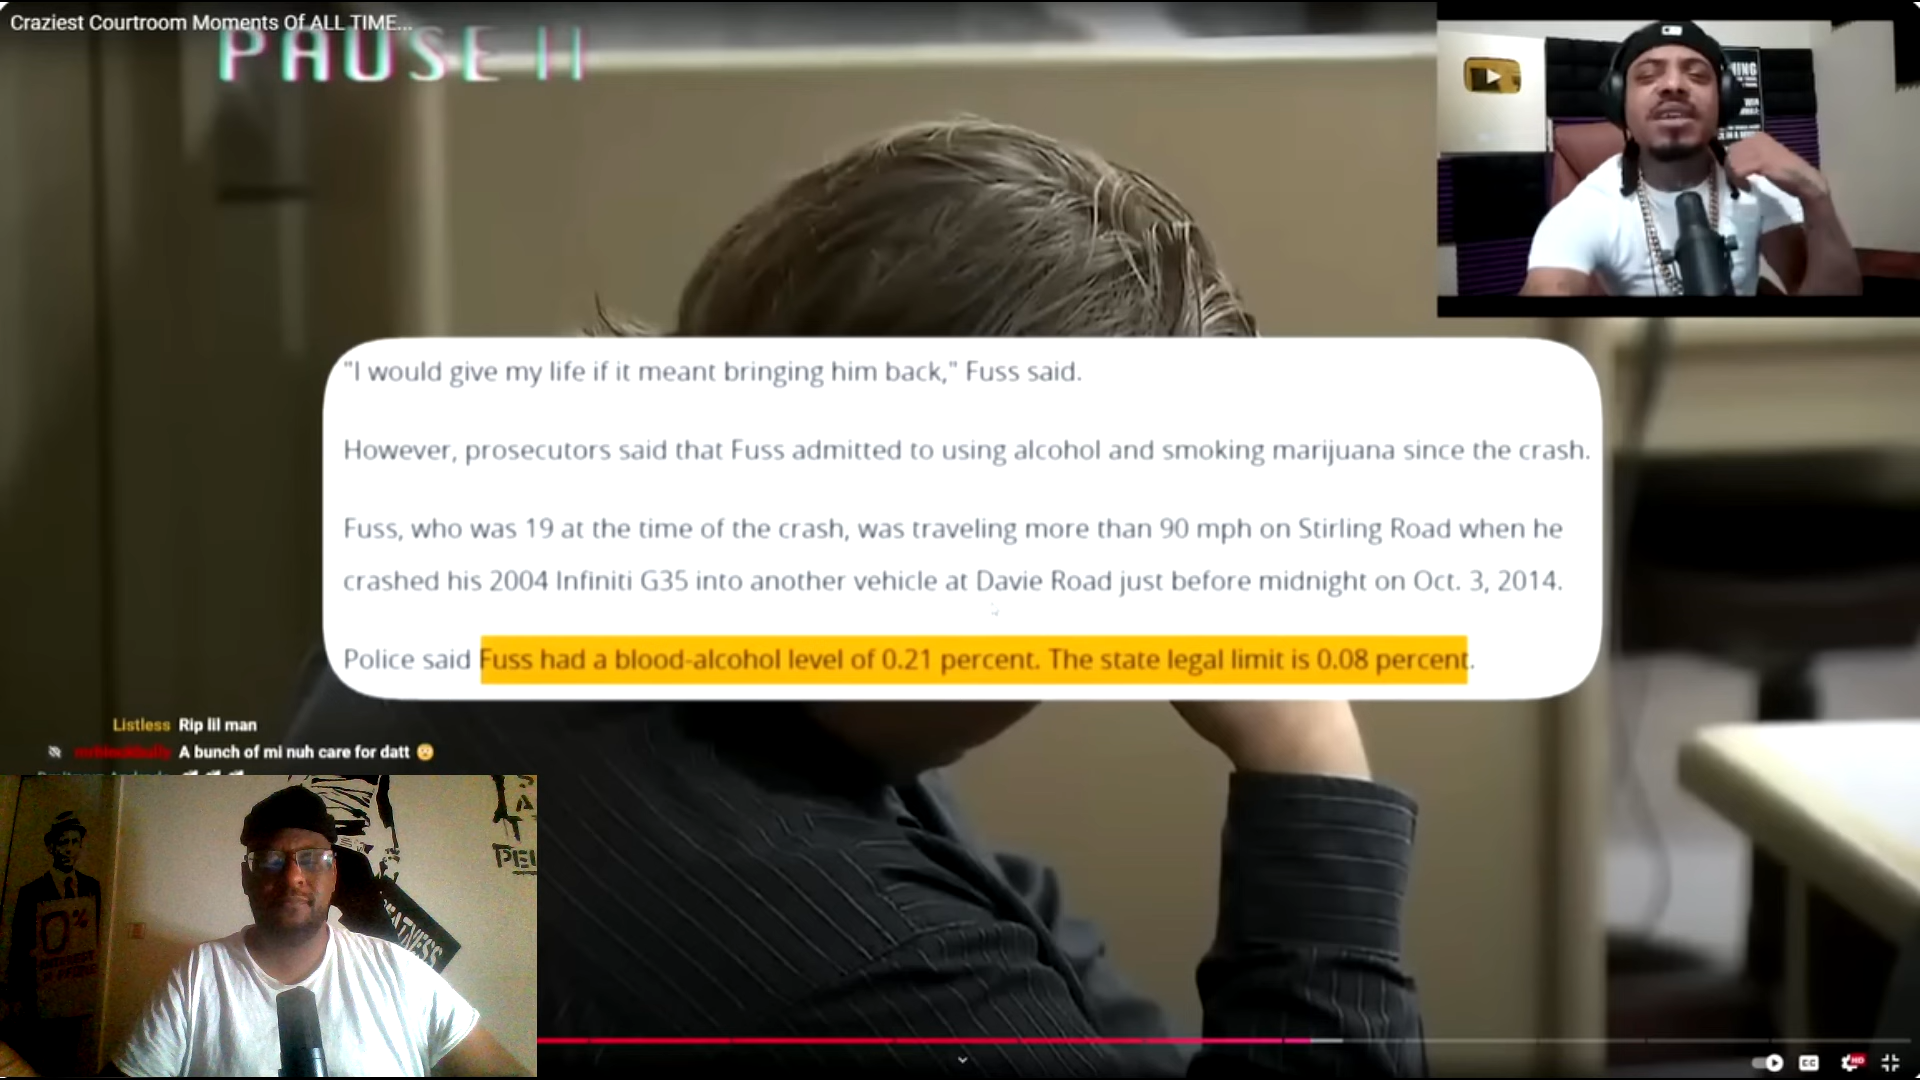 Craziest Courtroom Moments Of ALL TIME...
PAUSE
"I would give my life if it meant bringing him back," Fuss said.
However, prosecutors said that Fuss admitted to using alcohol and smoking marijuana since the crash.
Fuss, who was 19 at the time of the crash, was traveling more than 90 mph on Stirling Road when he
crashed his 2004 Infiniti G35 into another vehicle at Davie Road just before midnight on Oct. 3, 2014.
Police said Fuss had a blood-alcohol level of 0.21 percent. The state legal limit is 0.08 percent.
Listless Rip lil man
A bunch of mi nuh care for datt
0%
CC
HD